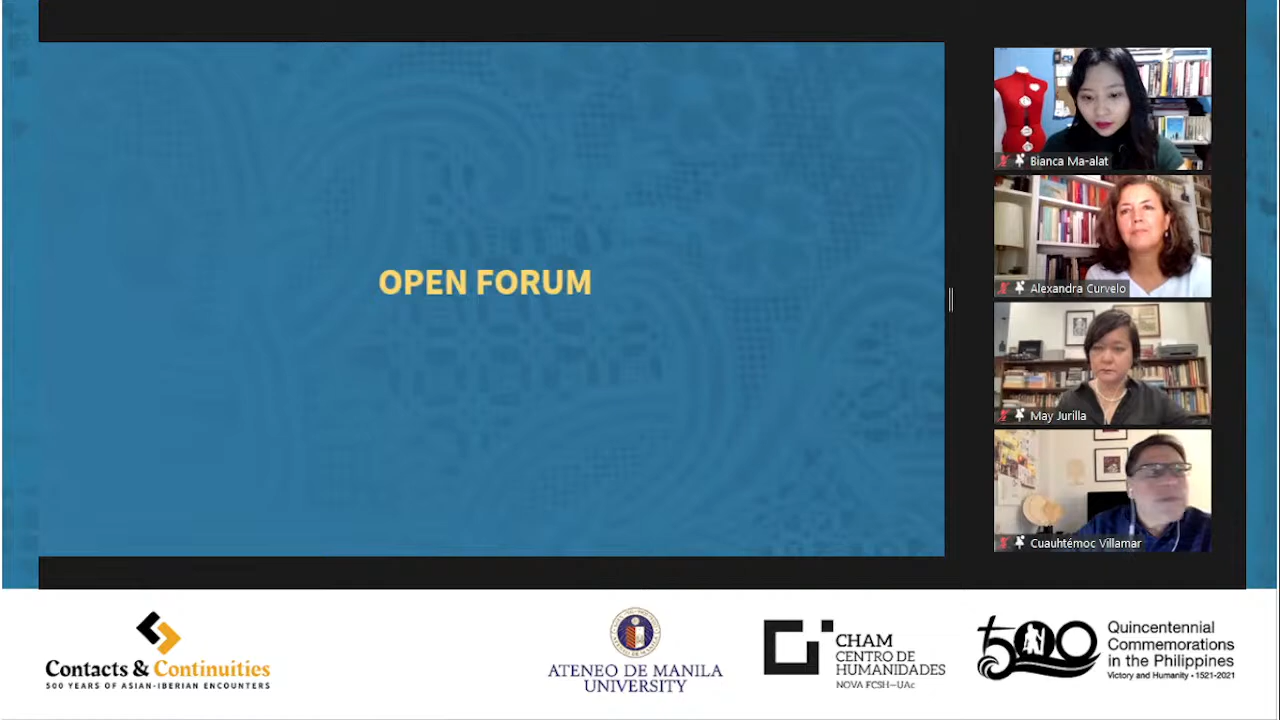 OPEN FORUM
Bianca Ma-alat
Alexandra Curvelo
May Jurilla
Cuauhtémoc Villamar
Contacts & Continuities
500 YEARS OF ASIAN-IBERIAN ENCOUNTERS
ATENEO DE MANILA
UNIVERSITY
CHAM
CENTRO DE
HUMANIDADES
NOVA FCSH—UAc
500
Quincentennial
Commemorations
in the Philippines
Victory and Humanity • 1521-2021